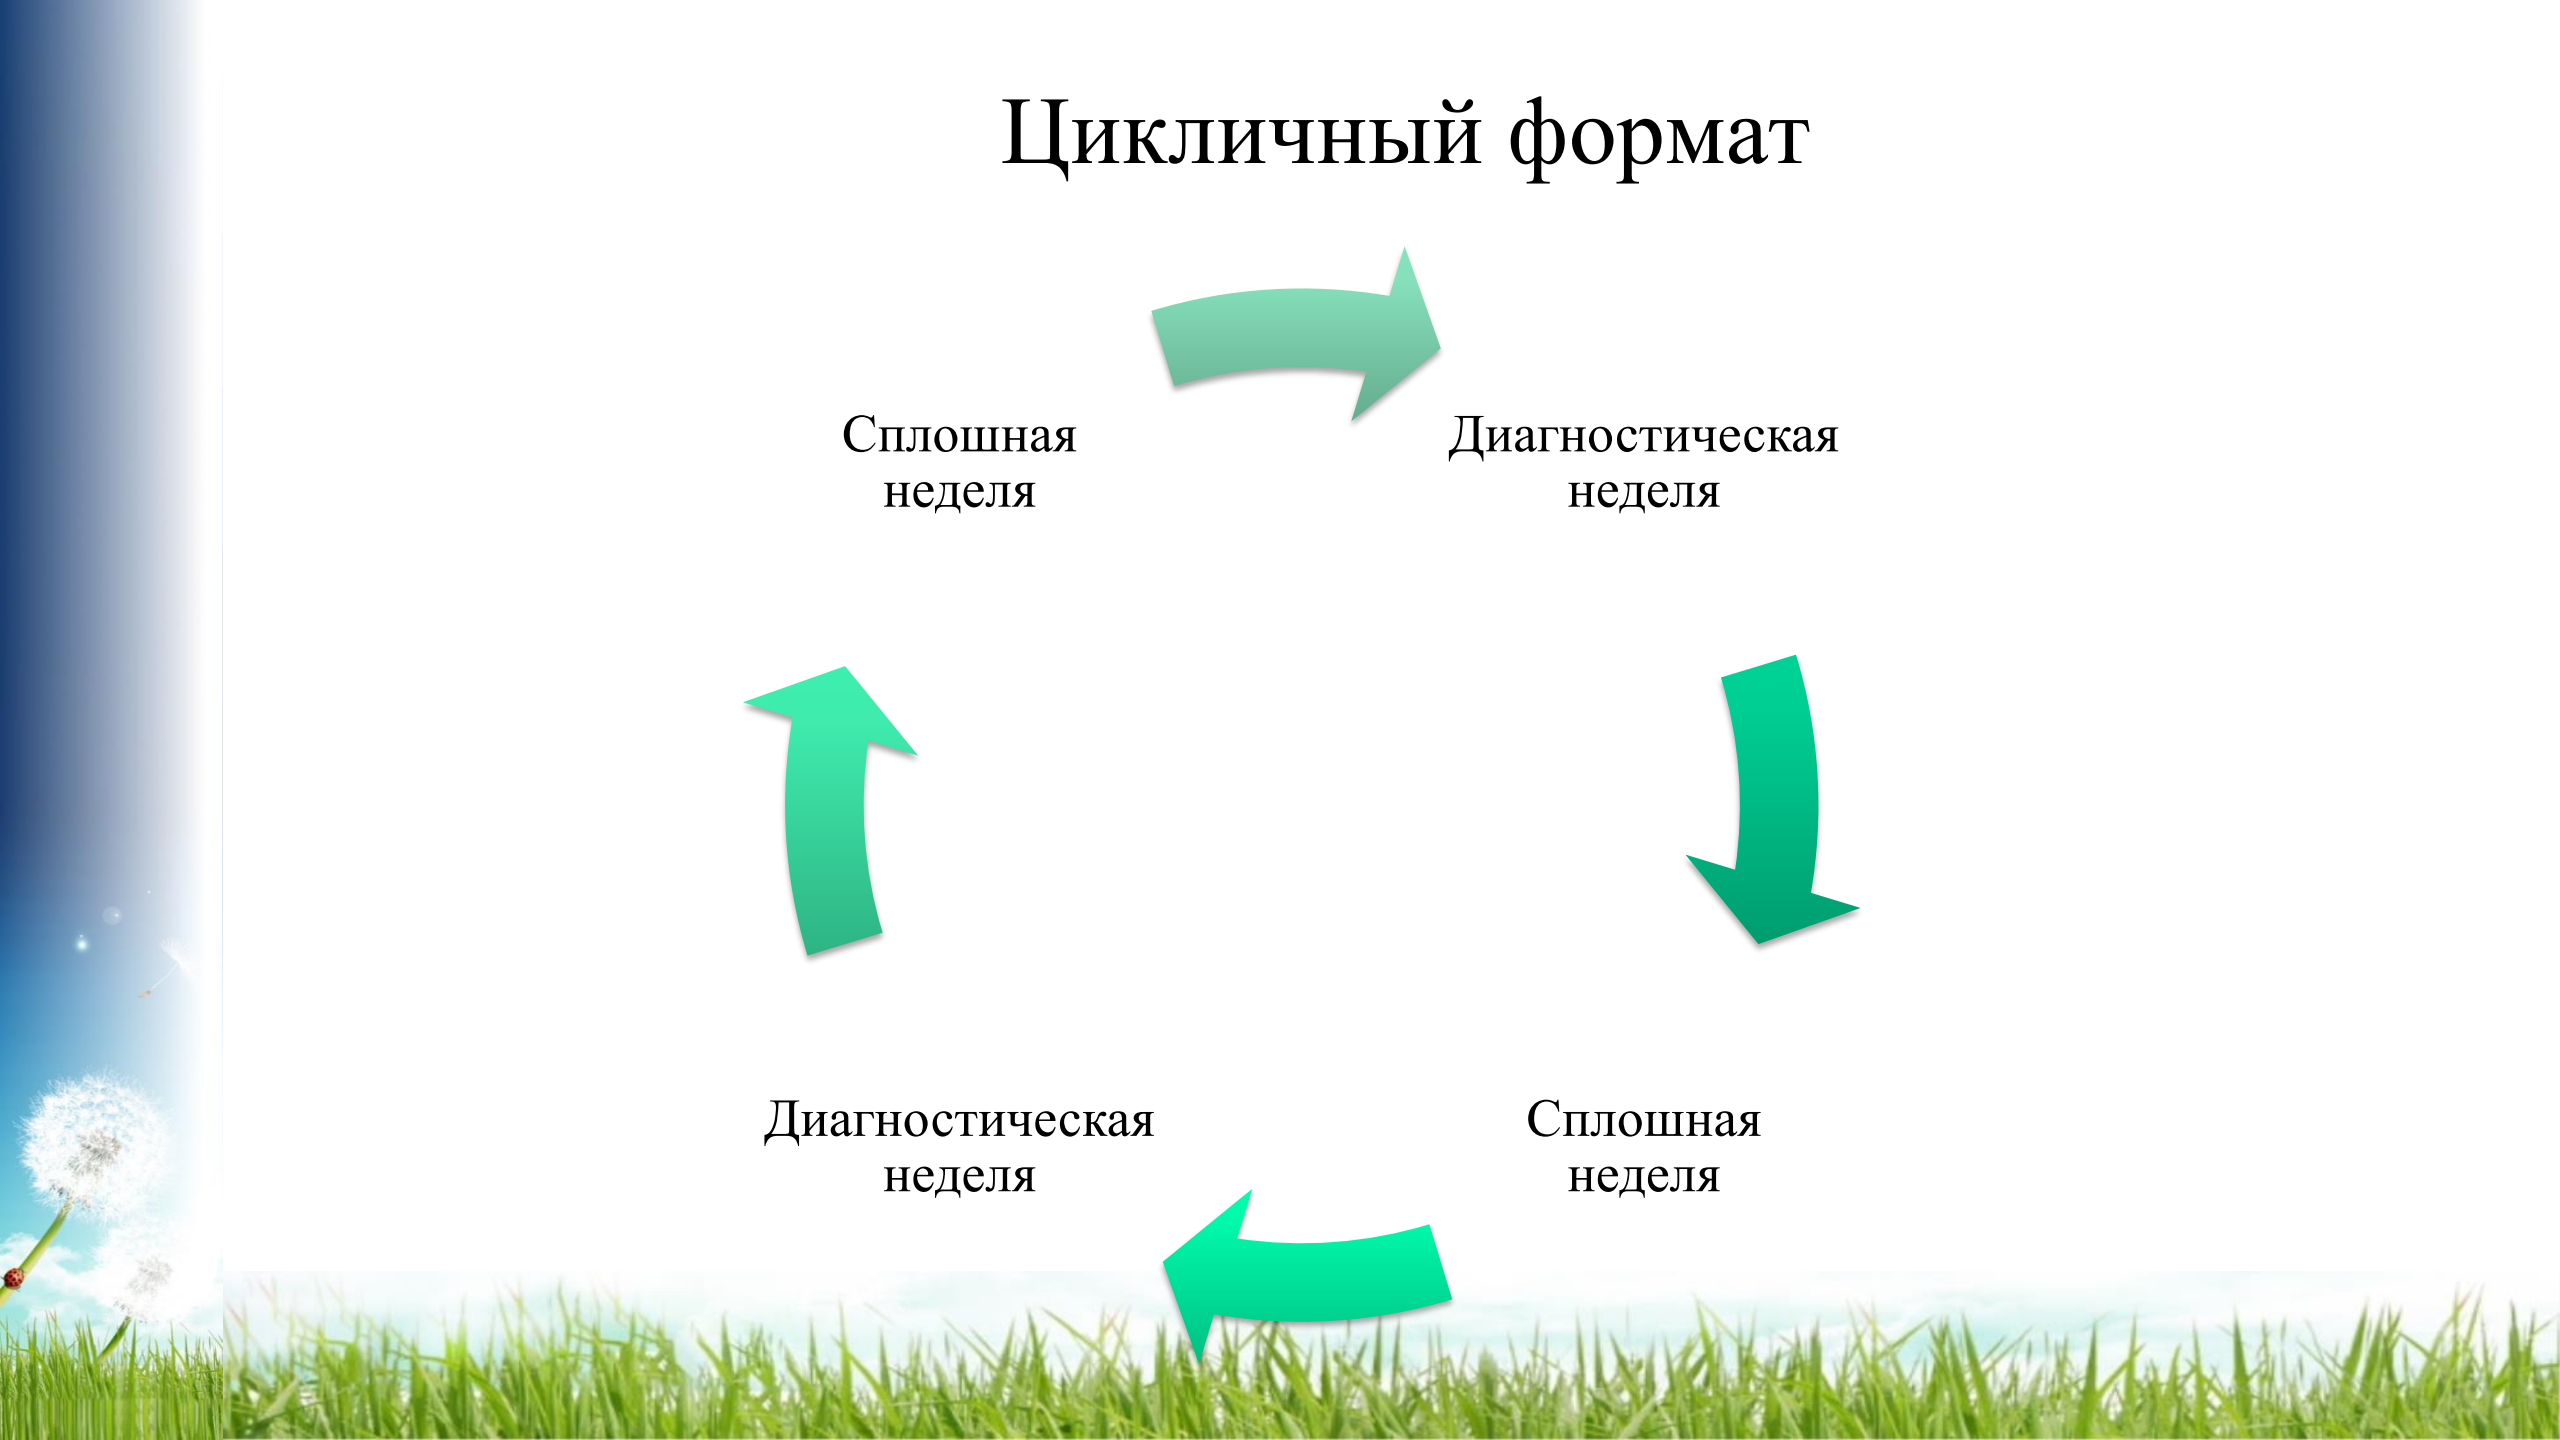 Цикличный формат
Сплошная
неделя
Диагностическая
неделя
Диагностическая
неделя
Сплошная
неделя